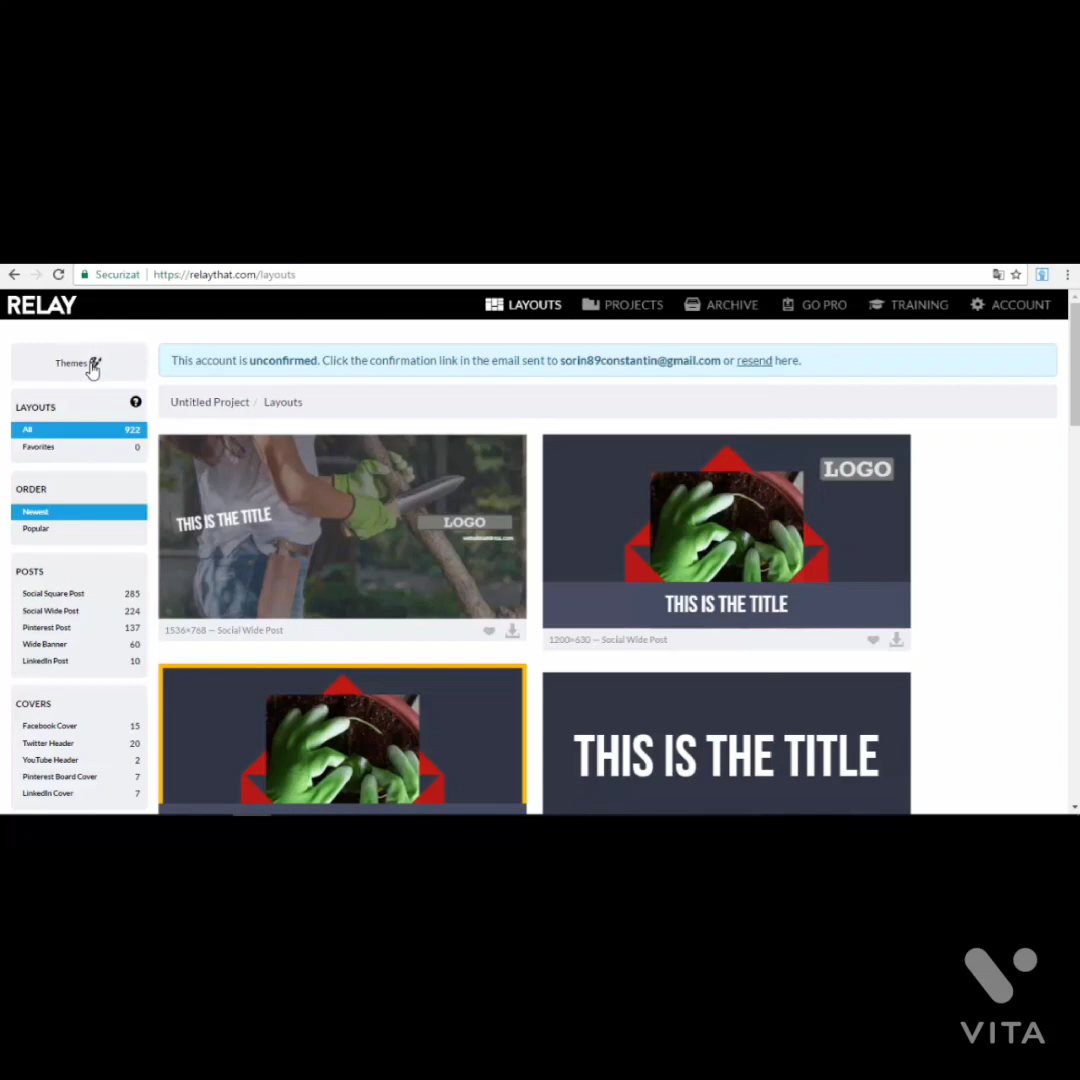 Securizat https://relaythat.com/layouts
RELAY
LAYOUTS PROJECTS ARCHIVE GO PRO TRAINING ACCOUNT
Themes
This account is unconfirmed. Click the confirmation link in the email sent to sorin89constantin@gmail.com or resend here.
Untitled Project / Layouts
LAYOUTS ?
All 922
Favorites 0
ORDER
Newest
Popular
POSTS
Social Square Post 285
Social Wide Post 224
Pinterest Post 137
Wide Banner 60
LinkedIn Post 10
COVERS
Facebook Cover 15
Twitter Header 20
YouTube Header 2
Pinterest Board Cover 7
LinkedIn Cover 7
THIS IS THE TITLE
LOGO
1536×768 — Social Wide Post
LOGO
THIS IS THE TITLE
1200×630 — Social Wide Post
THIS IS THE TITLE
VITA